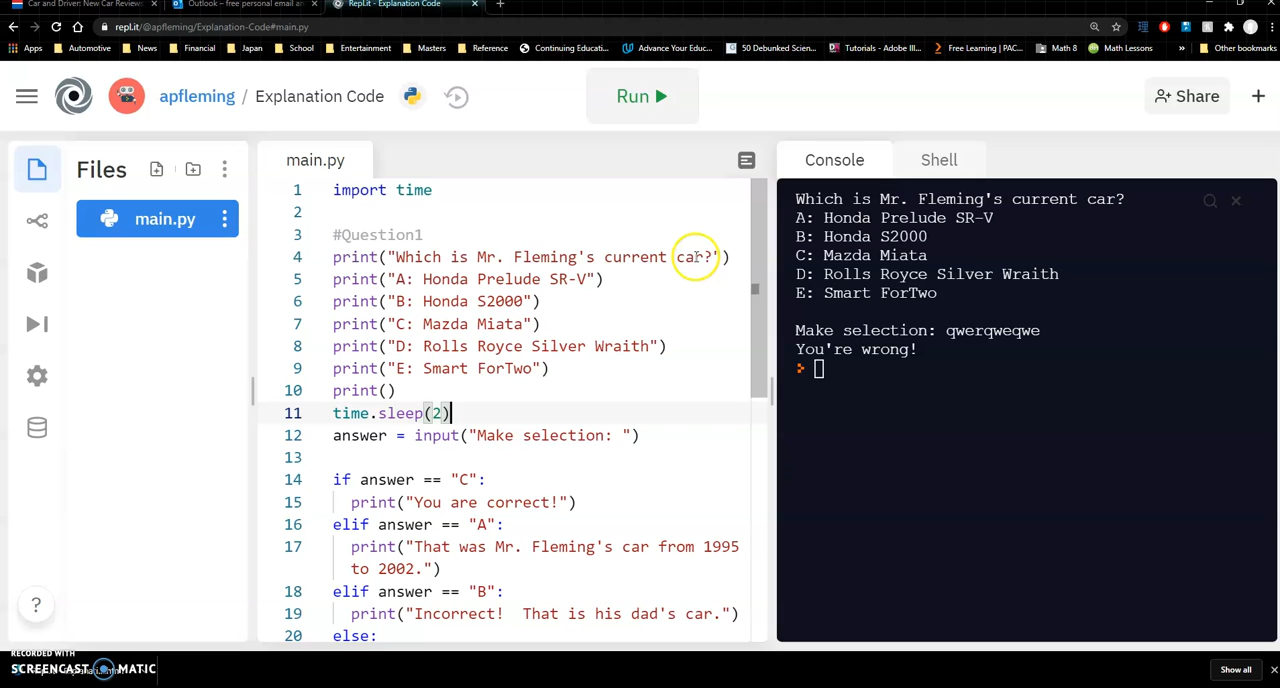 Car and Driver: New Car Reviews
Outlook – free personal email an
Repl.it - Explanation Code
repl.it/@apfleming/Explanation-Code#main.py
Apps Automotive News Financial Japan School Entertainment Masters Reference Continuing Educati... Advance Your Educ... 50 Debunked Scien... Tutorials - Adobe Ill... Free Learning | PAC... Math 8 Math Lessons » Other bookmarks
apfleming / Explanation Code
Run
Share
Files
main.py
main.py
1 import time
2
3 #Question1
4 print("Which is Mr. Fleming's current car?")
5 print("A: Honda Prelude SR-V")
6 print("B: Honda S2000")
7 print("C: Mazda Miata")
8 print("D: Rolls Royce Silver Wraith")
9 print("E: Smart ForTwo")
10 print()
11 time.sleep(2)
12 answer = input("Make selection: ")
13
14 if answer == "C":
15 print("You are correct!")
16 elif answer == "A":
17 print("That was Mr. Fleming's car from 1995
to 2002.")
18 elif answer == "B":
19 print("Incorrect!  That is his dad's car.")
20 else:
Console Shell
Which is Mr. Fleming's current car?
A: Honda Prelude SR-V
B: Honda S2000
C: Mazda Miata
D: Rolls Royce Silver Wraith
E: Smart ForTwo
Make selection: qwerqweqwe
You're wrong!
?
RECORDED WITH
SCREENCAST MATIC
Show all